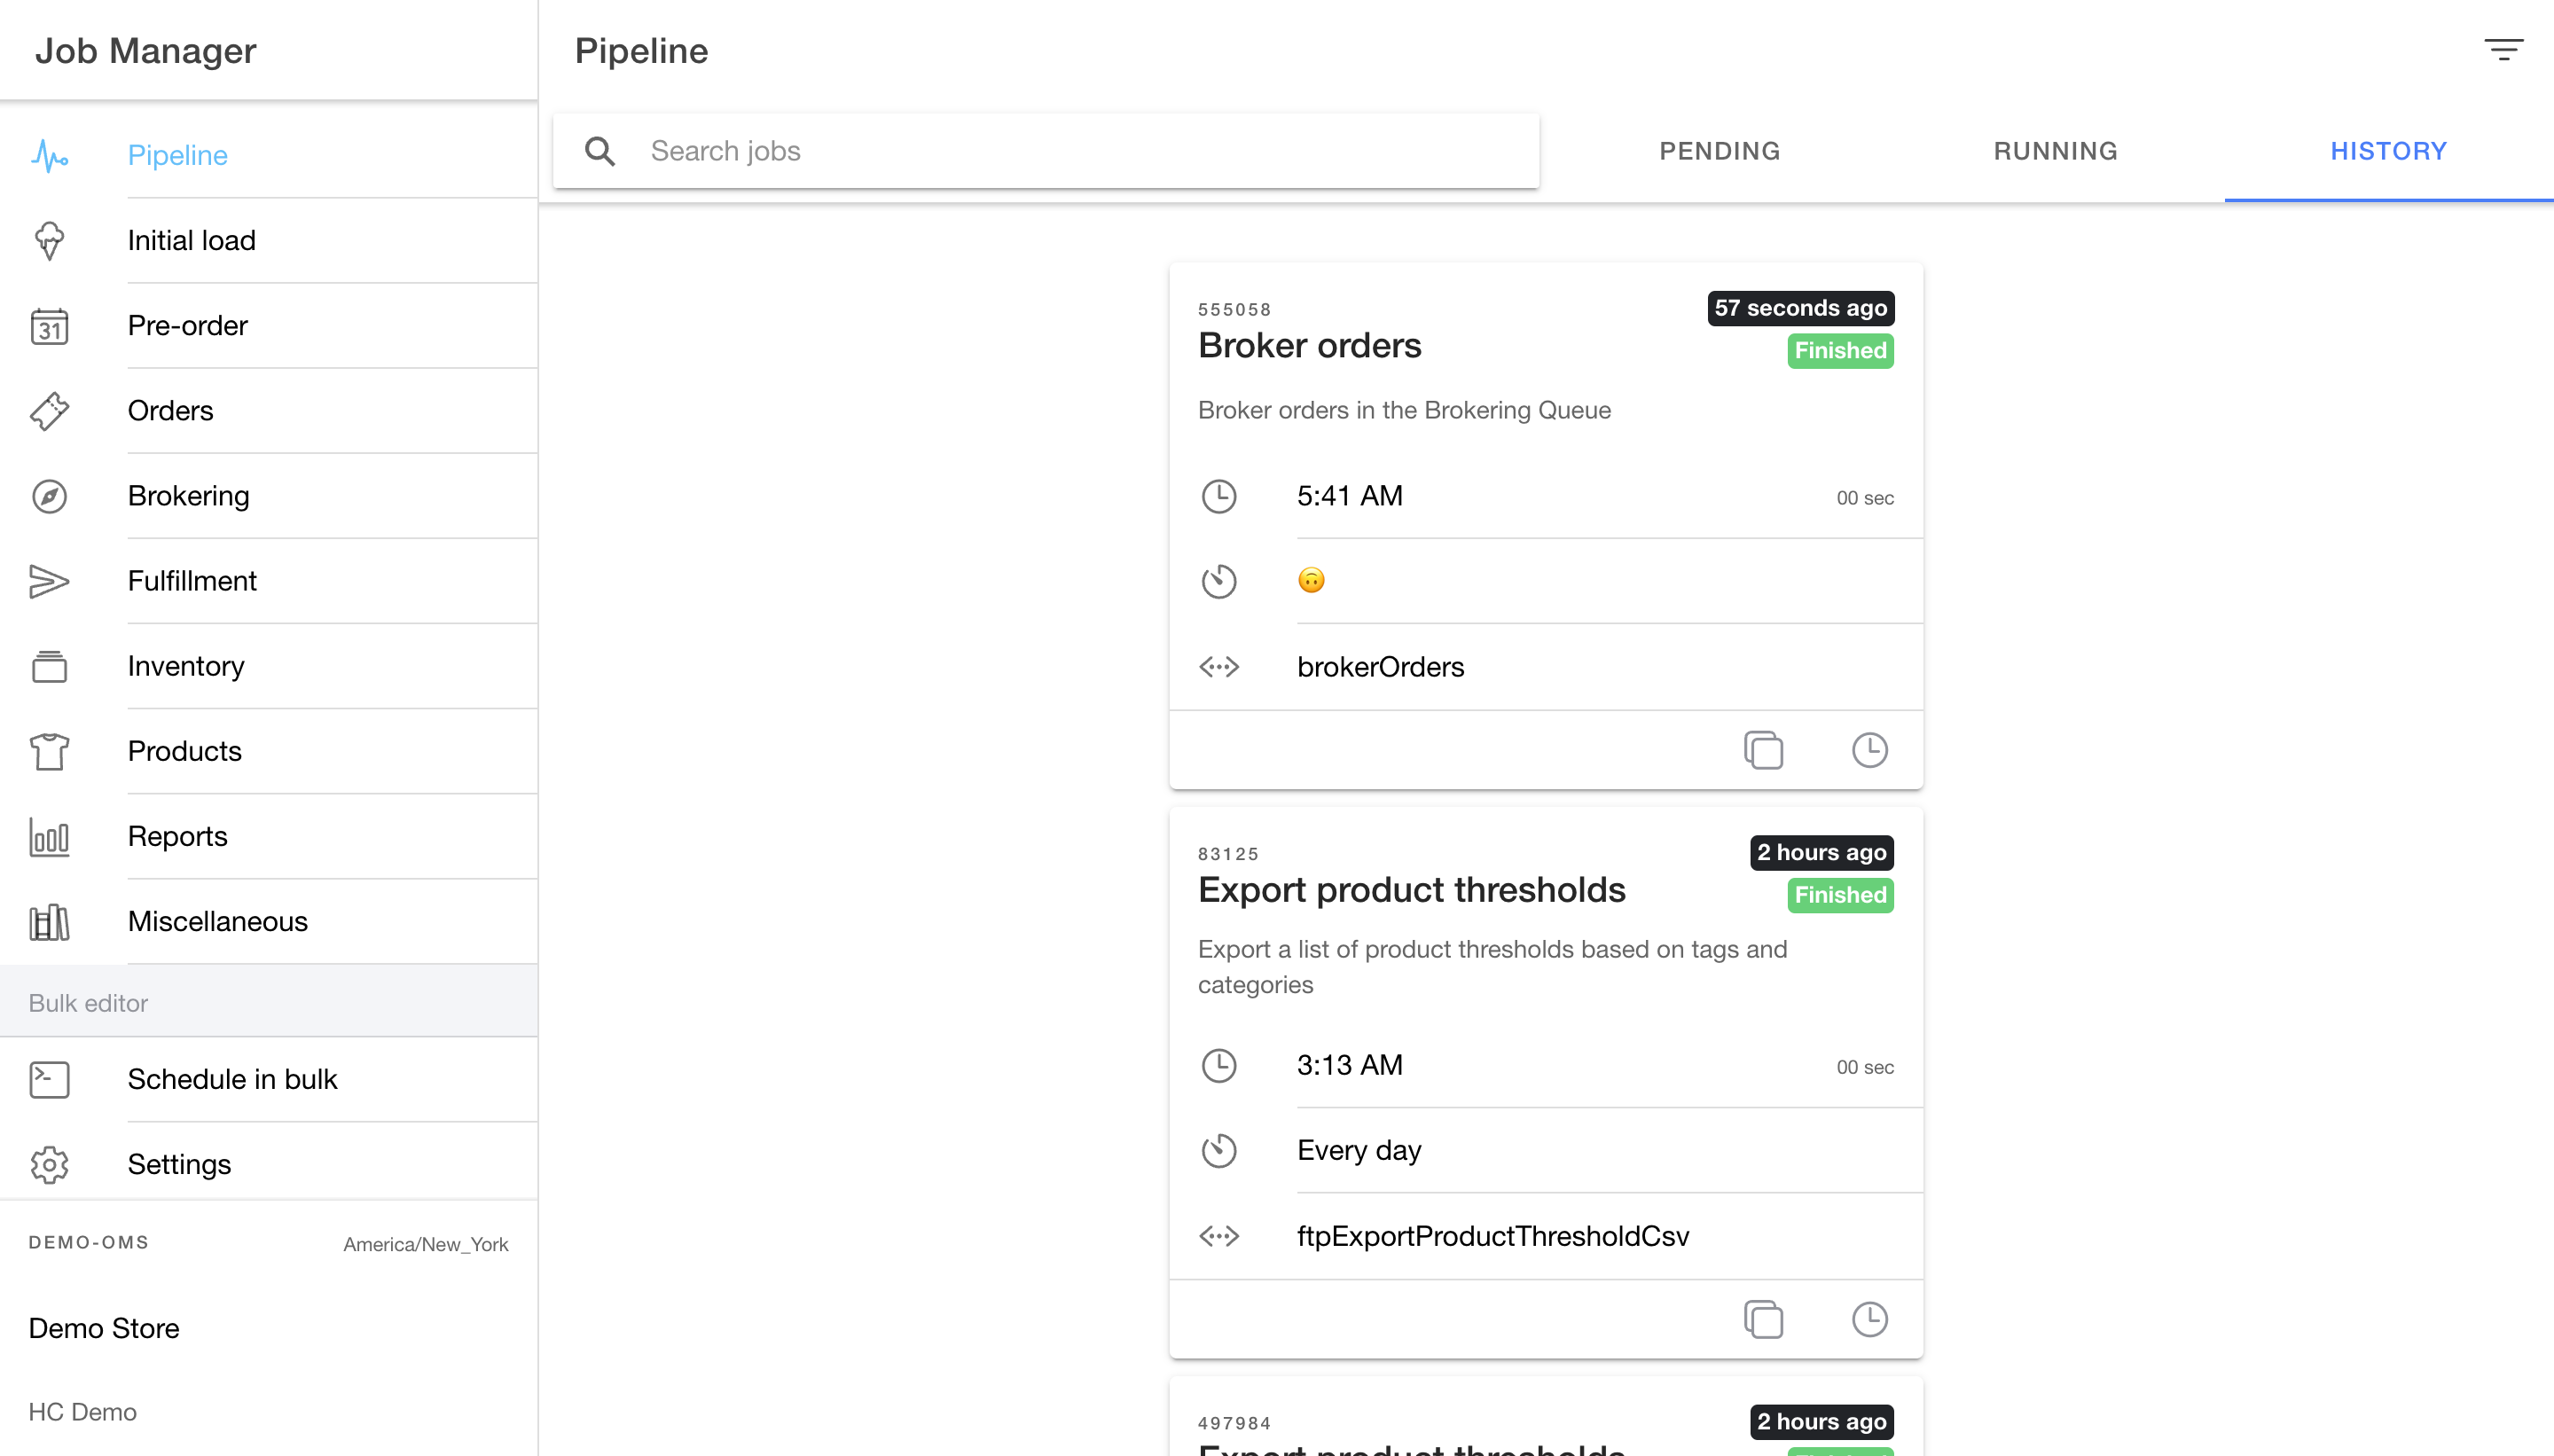 Job Manager
Pipeline
Initial load
31
Pre-order
Orders
Brokering
Fulfillment
Inventory
Products
Reports
Miscellaneous
Bulk editor
Schedule in bulk
Settings
DEMO-OMS America/New_York
Demo Store
HC Demo
Pipeline
Search jobs
PENDING RUNNING HISTORY
555058 57 seconds ago
Broker orders Finished
Broker orders in the Brokering Queue
5:41 AM 00 sec
🙃
brokerOrders
83125 2 hours ago
Export product thresholds Finished
Export a list of product thresholds based on tags and
categories
3:13 AM 00 sec
Every day
ftpExportProductThresholdCsv
497984 2 hours ago
Export product thresholds